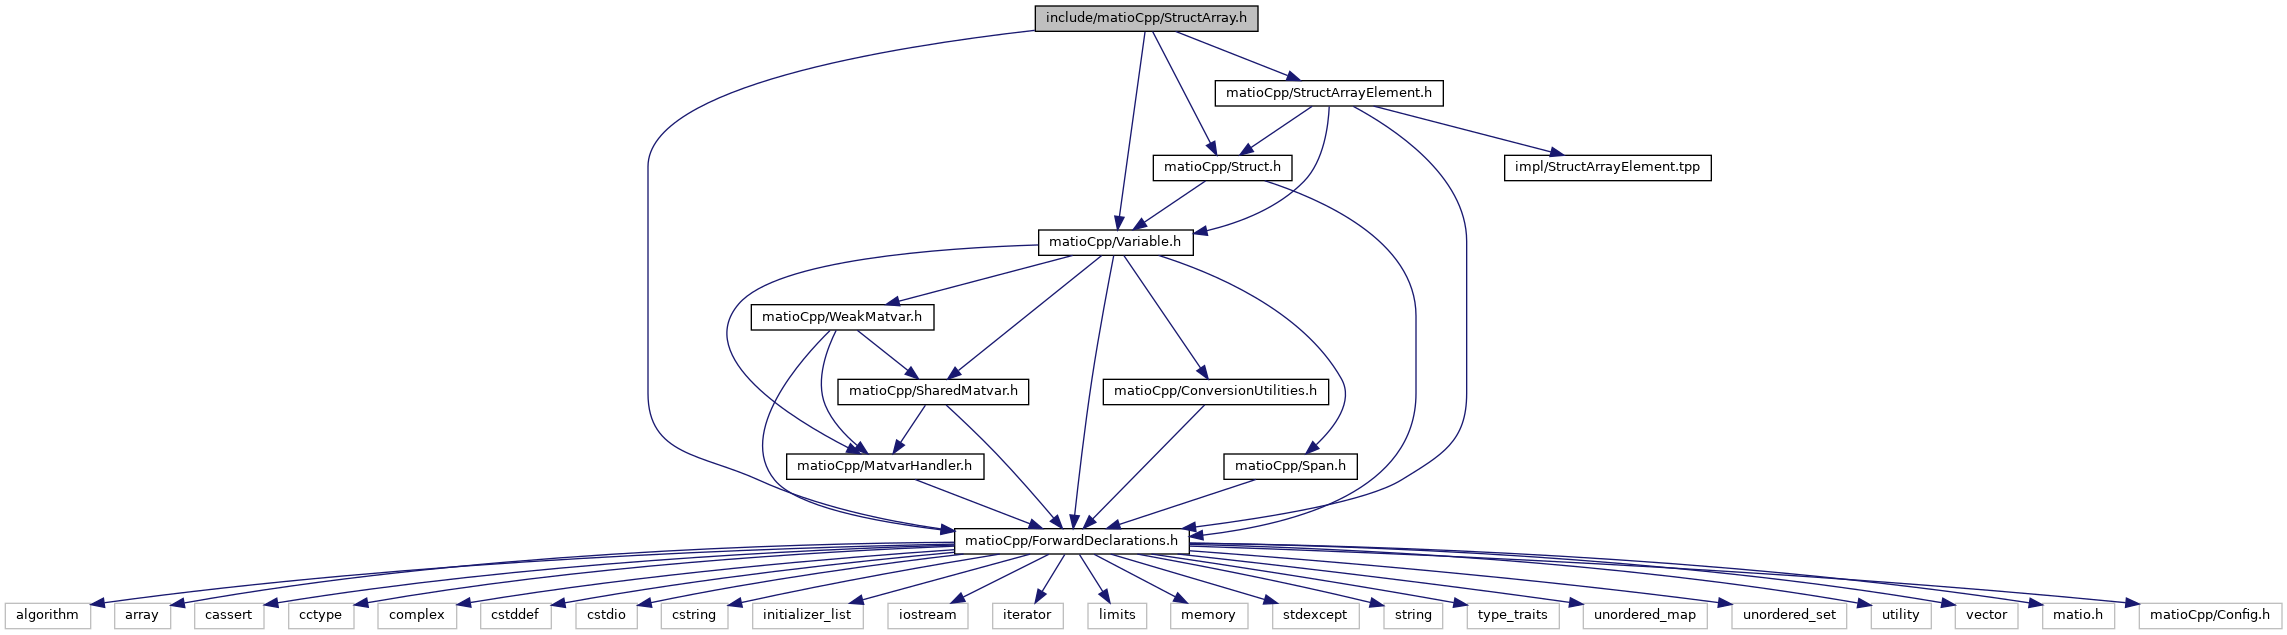 include/matioCpp/StructArray.h
matioCpp/StructArrayElement.h
matioCpp/Struct.h
impl/StructArrayElement.tpp
matioCpp/Variable.h
matioCpp/WeakMatvar.h
matioCpp/SharedMatvar.h
matioCpp/ConversionUtilities.h
matioCpp/MatvarHandler.h
matioCpp/Span.h
matioCpp/ForwardDeclarations.h
algorithm
array
cassert
cctype
complex
cstddef
cstdio
cstring
initializer_list
iostream
iterator
limits
memory
stdexcept
string
type_traits
unordered_map
unordered_set
utility
vector
matio.h
matioCpp/Config.h